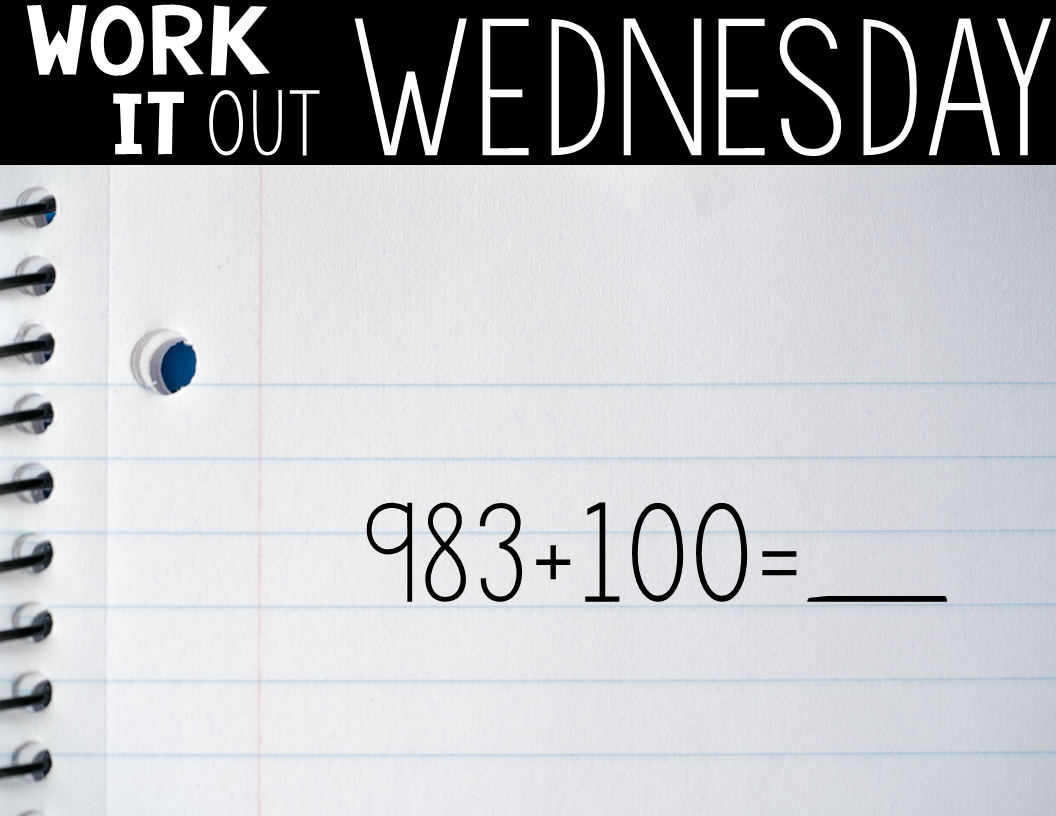 WORK
IT OUT
WEDNESDAY
983+100=___